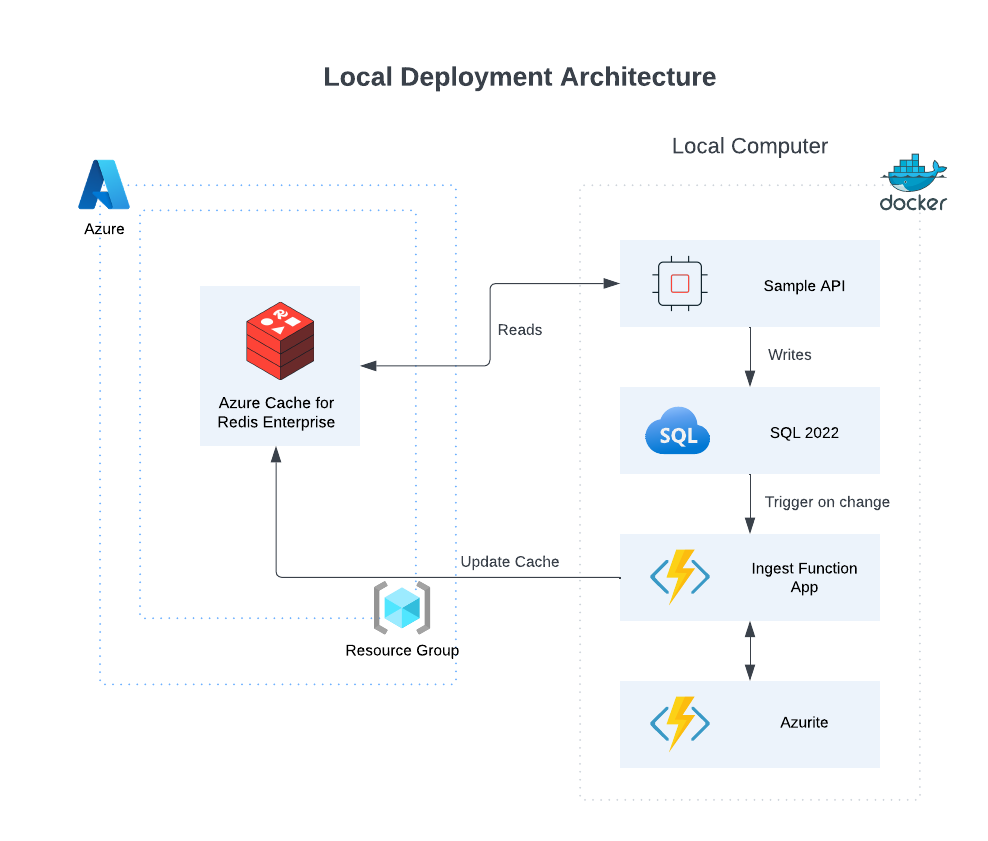 Local Deployment Architecture
Local Computer
docker
Azure
Sample API
Reads
Writes
Azure Cache for
Redis Enterprise
SQL
SQL 2022
Trigger on change
Update Cache
Ingest Function
App
Resource Group
Azurite